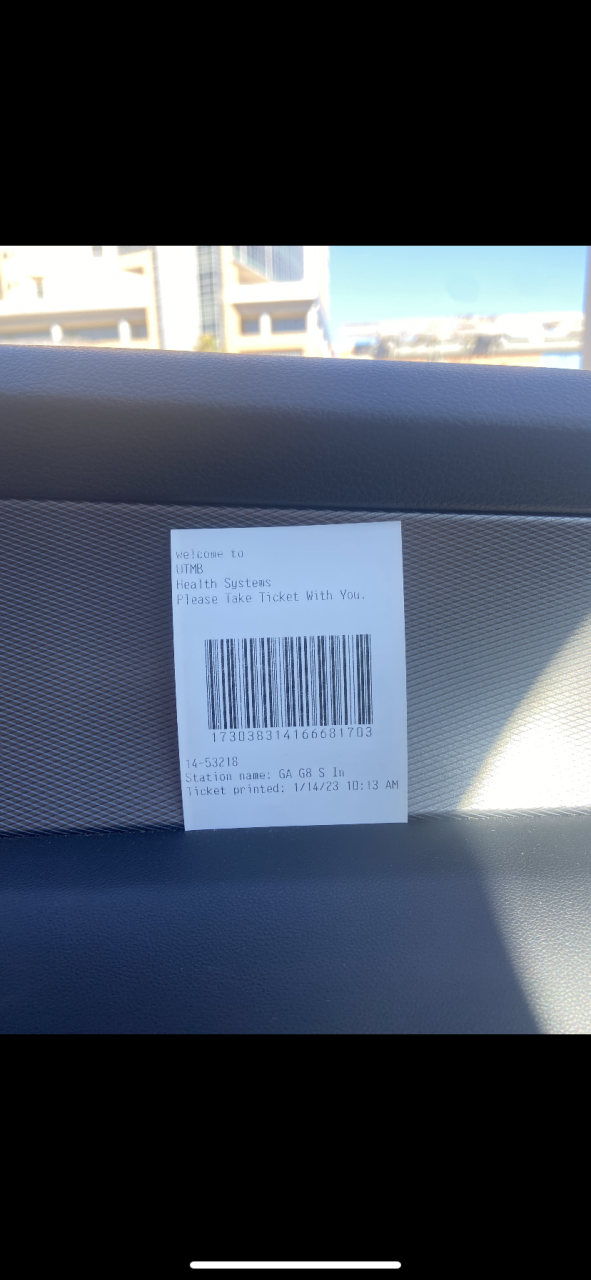 welcome to
UTMB
Health Systems
Please Take Ticket With You.
173038314166681703
14-53218
Station name: GA G8 S In
Ticket printed: 1/14/23 10:13 AM